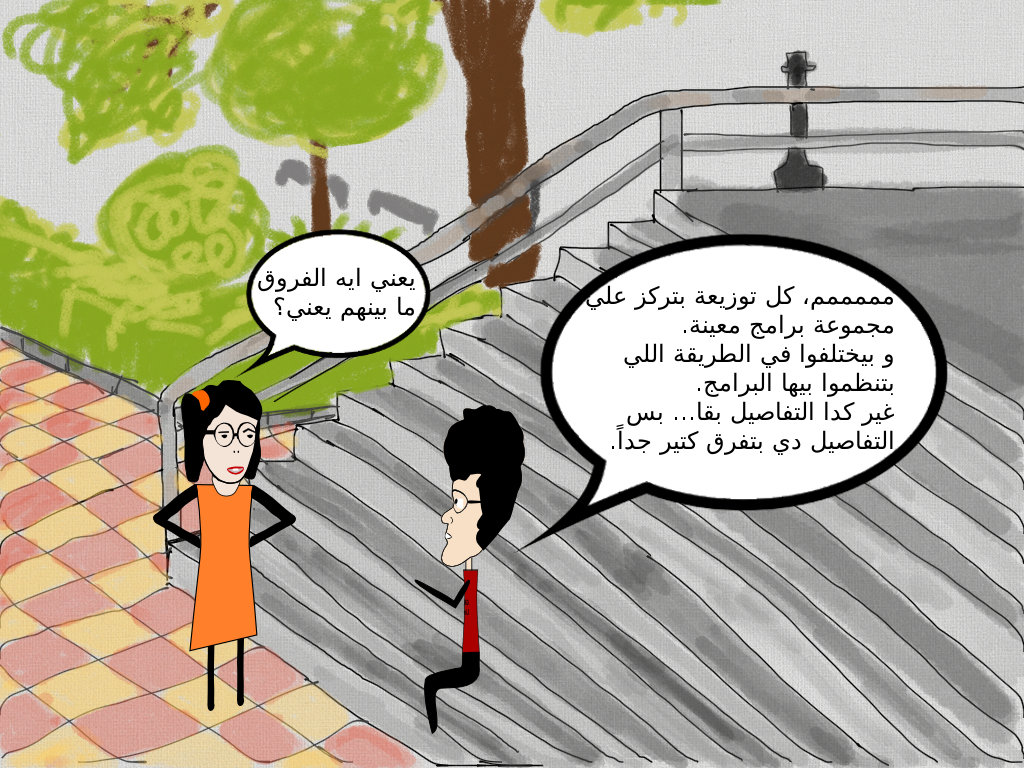 يعني ايه الفروق
ما بينهم يعني؟
مممممم، كل توزيعة بتركز علي
مجموعة برامج معينة.
و بيختلفوا في الطريقة اللي
بتنظموا بيها البرامج.
غير كدا التفاصيل بقا... بس
التفاصيل دي بتفرق كتير جداً.